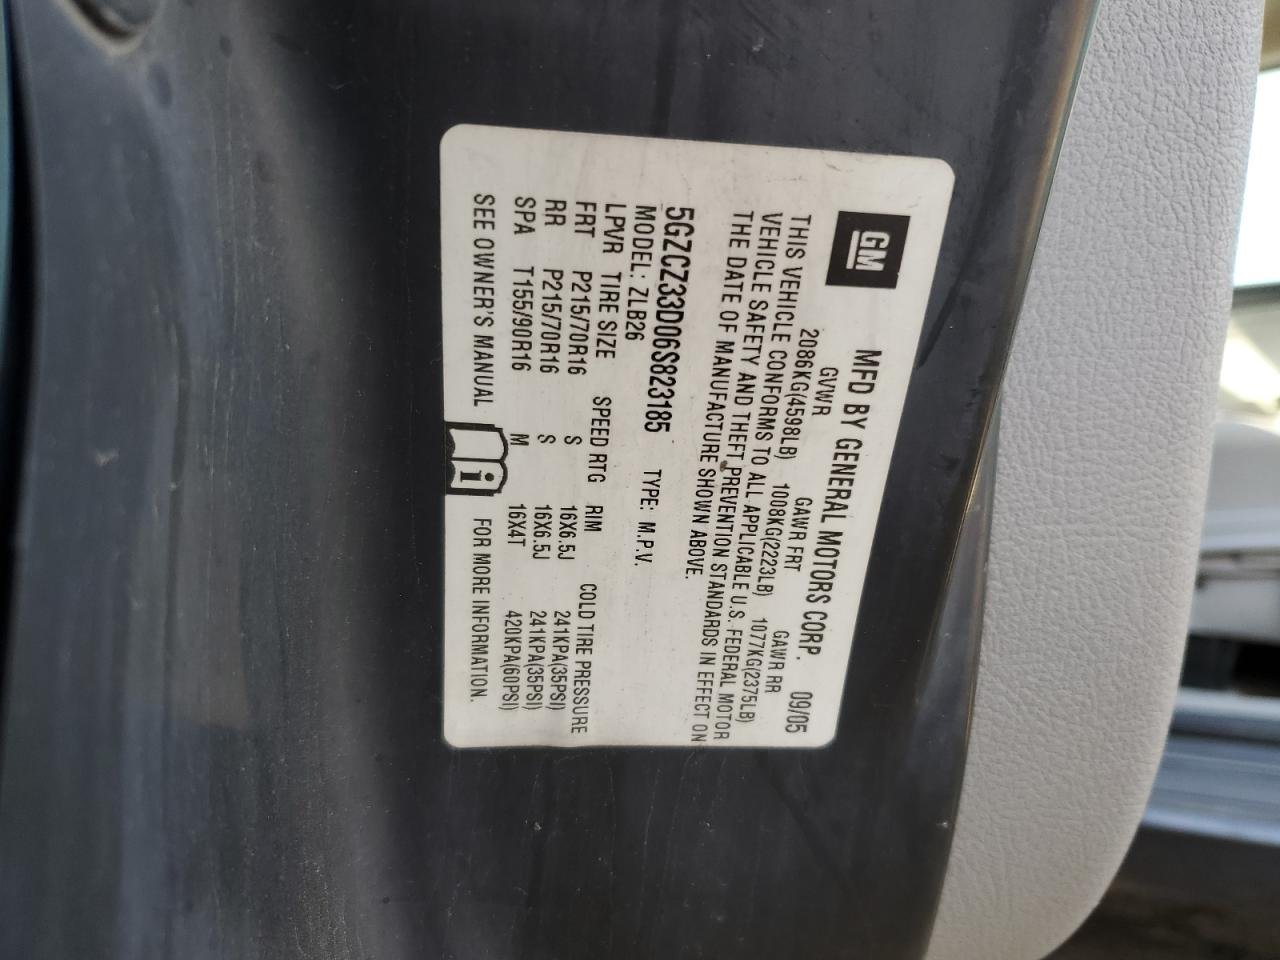 GM
MFD BY GENERAL MOTORS CORP. 09/05
GVWR GAWR FRT GAWR RR
2086KG(4598LB) 1008KG(2223LB) 1077KG(2375LB)
THIS VEHICLE CONFORMS TO ALL APPLICABLE U.S. FEDERAL MOTOR
VEHICLE SAFETY AND THEFT PREVENTION STANDARDS IN EFFECT ON
THE DATE OF MANUFACTURE SHOWN ABOVE.
5GZCZ33D06S823185 TYPE: M.P.V.
MODEL: ZLB26
LPVR TIRE SIZE SPEED RTG RIM COLD TIRE PRESSURE
FRT P215/70R16 S 16X6.5J 241KPA(35PSI)
RR P215/70R16 S 16X6.5J 241KPA(35PSI)
SPA T155/90R16 M 16X4T 420KPA(60PSI)
SEE OWNER'S MANUAL i FOR MORE INFORMATION.